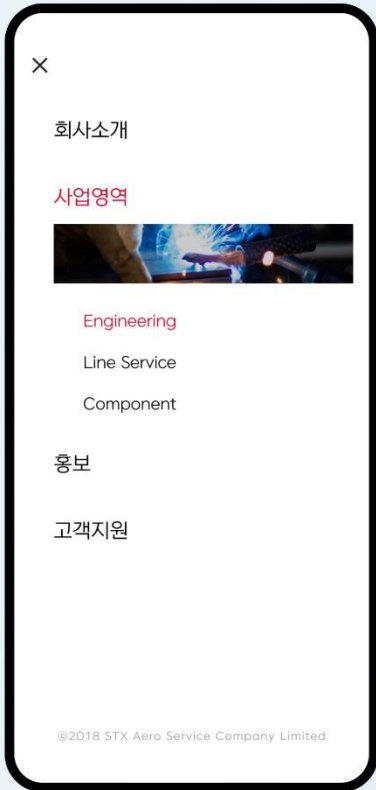 회사소개
사업영역
Engineering
Line Service
Component
홍보
고객지원
©2018 STX Aero Service Company Limited